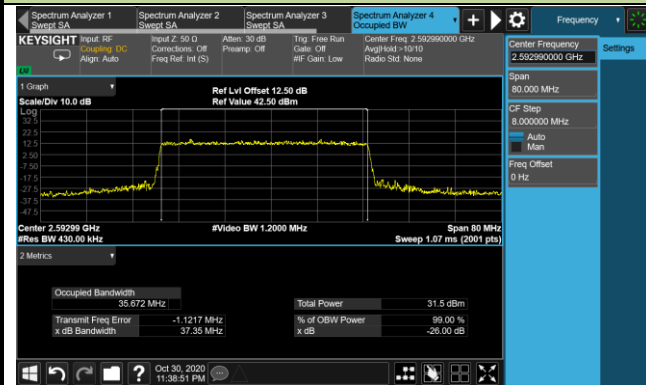 Spectrum Analyzer 1
Swept SA
Spectrum Analyzer 2
Swept SA
Spectrum Analyzer 3
Swept SA
Spectrum Analyzer 4
Occupied BW
Frequency
KEYSIGHT
Input: RF
Coupling: DC
Align: Auto
Input Z: 50 Ω
Corrections: Off
Freq Ref: Int (S)
Atten: 30 dB
Preamp: Off
Trig: Free Run
Gate: Off
#IF Gain: Low
Center Freq: 2.592990000 GHz
Avg|Hold:>10/10
Radio Std: None
Center Frequency
2.592990000 GHz
Settings
Span
80.000 MHz
CF Step
8.000000 MHz
Auto
Man
Freq Offset
0 Hz
1 Graph
Scale/Div 10.0 dB
Ref Lvl Offset 12.50 dB
Ref Value 42.50 dBm
Log
32.5
22.5
12.5
2.50
-7.50
-17.5
-27.5
-37.5
-47.5
Center 2.59299 GHz
#Video BW 1.2000 MHz
Span 80 MHz
#Res BW 430.00 kHz
Sweep 1.07 ms (2001 pts)
2 Metrics
Occupied Bandwidth
35.672 MHz
Total Power
31.5 dBm
Transmit Freq Error
-1.1217 MHz
% of OBW Power
99.00 %
x dB Bandwidth
37.35 MHz
x dB
-26.00 dB
Oct 30, 2020
11:38:51 PM